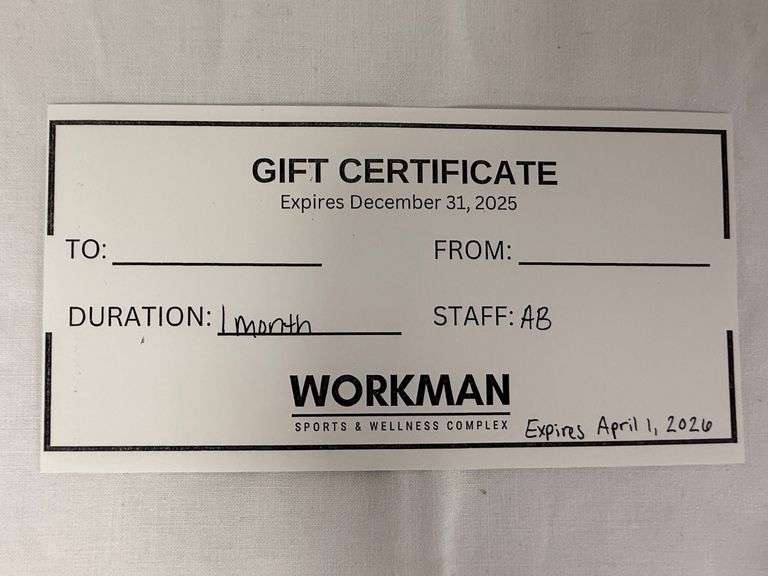 GIFT CERTIFICATE
Expires December 31, 2025
TO: FROM:
DURATION: 1 month STAFF: AB
WORKMAN
SPORTS & WELLNESS COMPLEX
Expires April 1, 2026